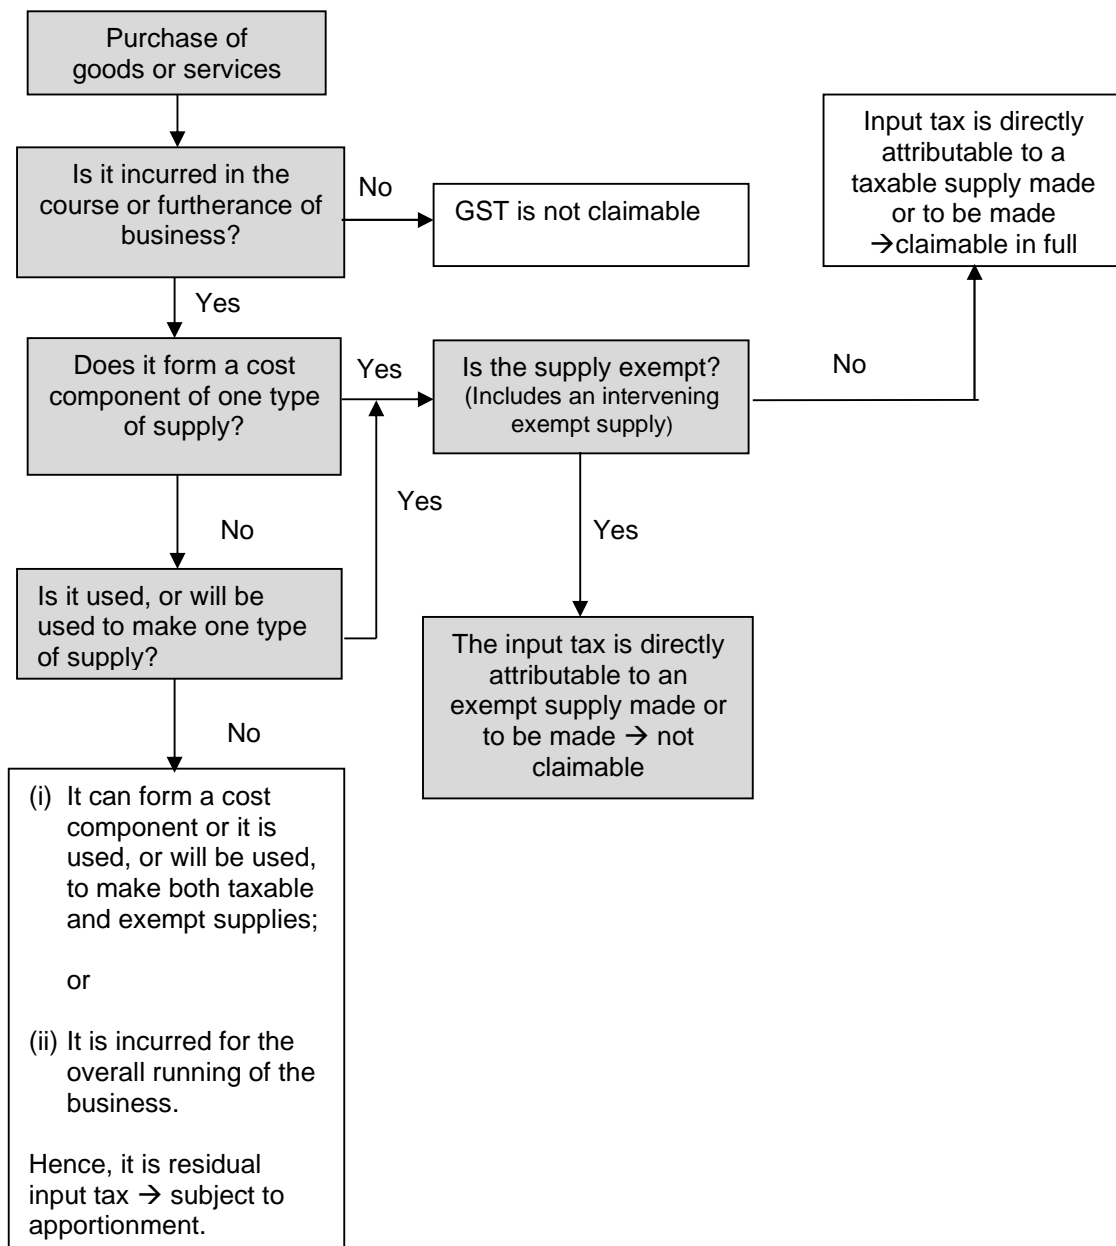 Purchase of
goods or services
Is it incurred in the
course or furtherance of
business?
No
GST is not claimable
Input tax is directly
attributable to a
taxable supply made
or to be made
→claimable in full
Yes
Does it form a cost
component of one type
of supply?
Yes
Is the supply exempt?
(Includes an intervening
exempt supply)
No
No
Yes
Yes
Is it used, or will be
used to make one type
of supply?
The input tax is directly
attributable to an
exempt supply made or
to be made → not
claimable
No
(i) It can form a cost
component or it is
used, or will be used,
to make both taxable
and exempt supplies;
or
(ii) It is incurred for the
overall running of the
business.
Hence, it is residual
input tax → subject to
apportionment.